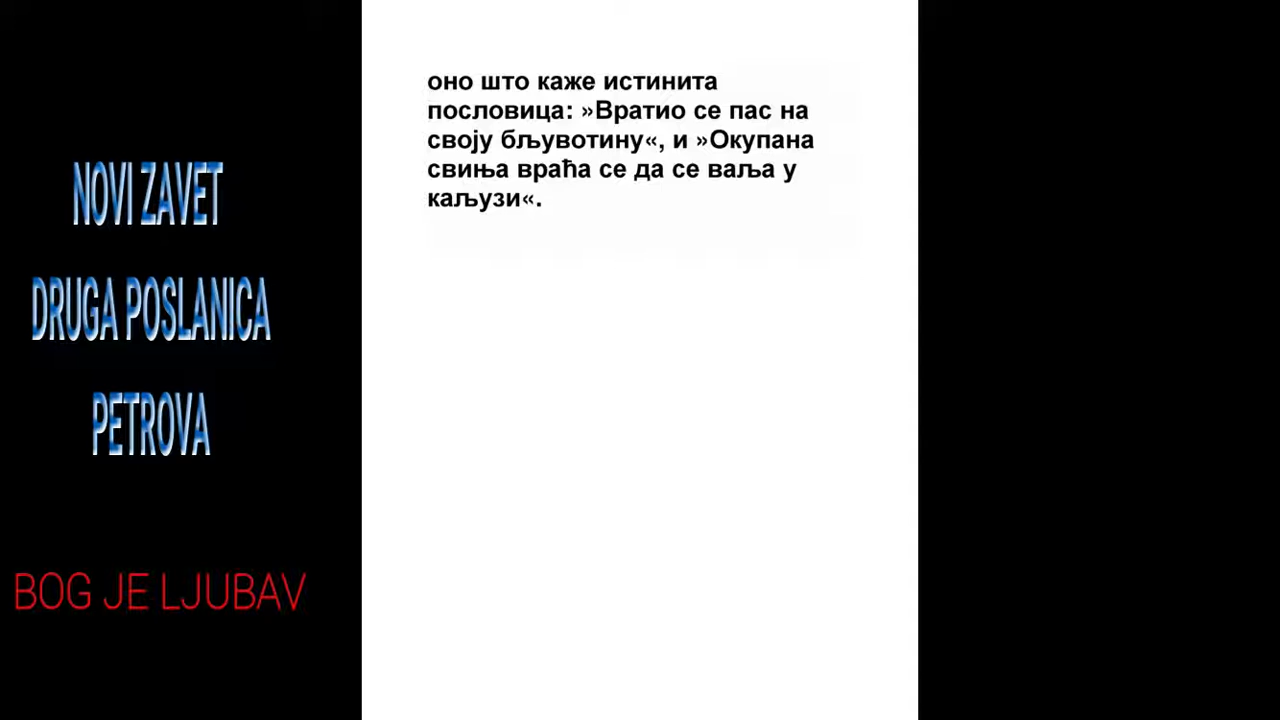 NOVI ZAVET
DRUGA POSLANICA
PETROVA
BOG JE LJUBAV
оно што каже истинита
пословица: »Вратио се пас на
своју бљувотину«, и »Окупана
свиња враћа се да се ваља у
каљузи«.